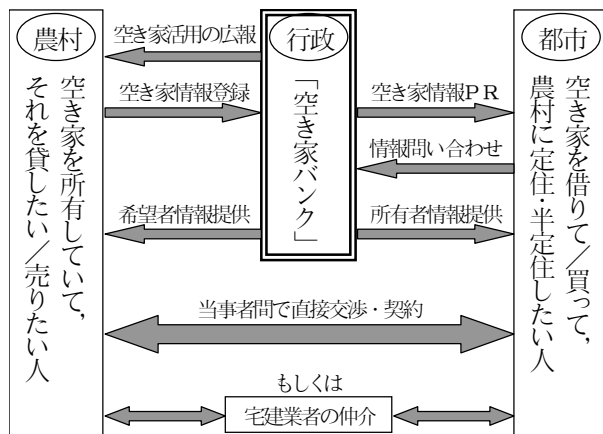 農村
空き家を所有していて，
それを貸したい／売りたい人
空き家活用の広報
空き家情報登録
希望者情報提供
行政
「空き家バンク」
空き家情報ＰＲ
情報問い合わせ
所有者情報提供
都市
空き家を借りて／買って，
農村に定住・半定住したい人
当事者間で直接交渉・契約
もしくは
宅建業者の仲介